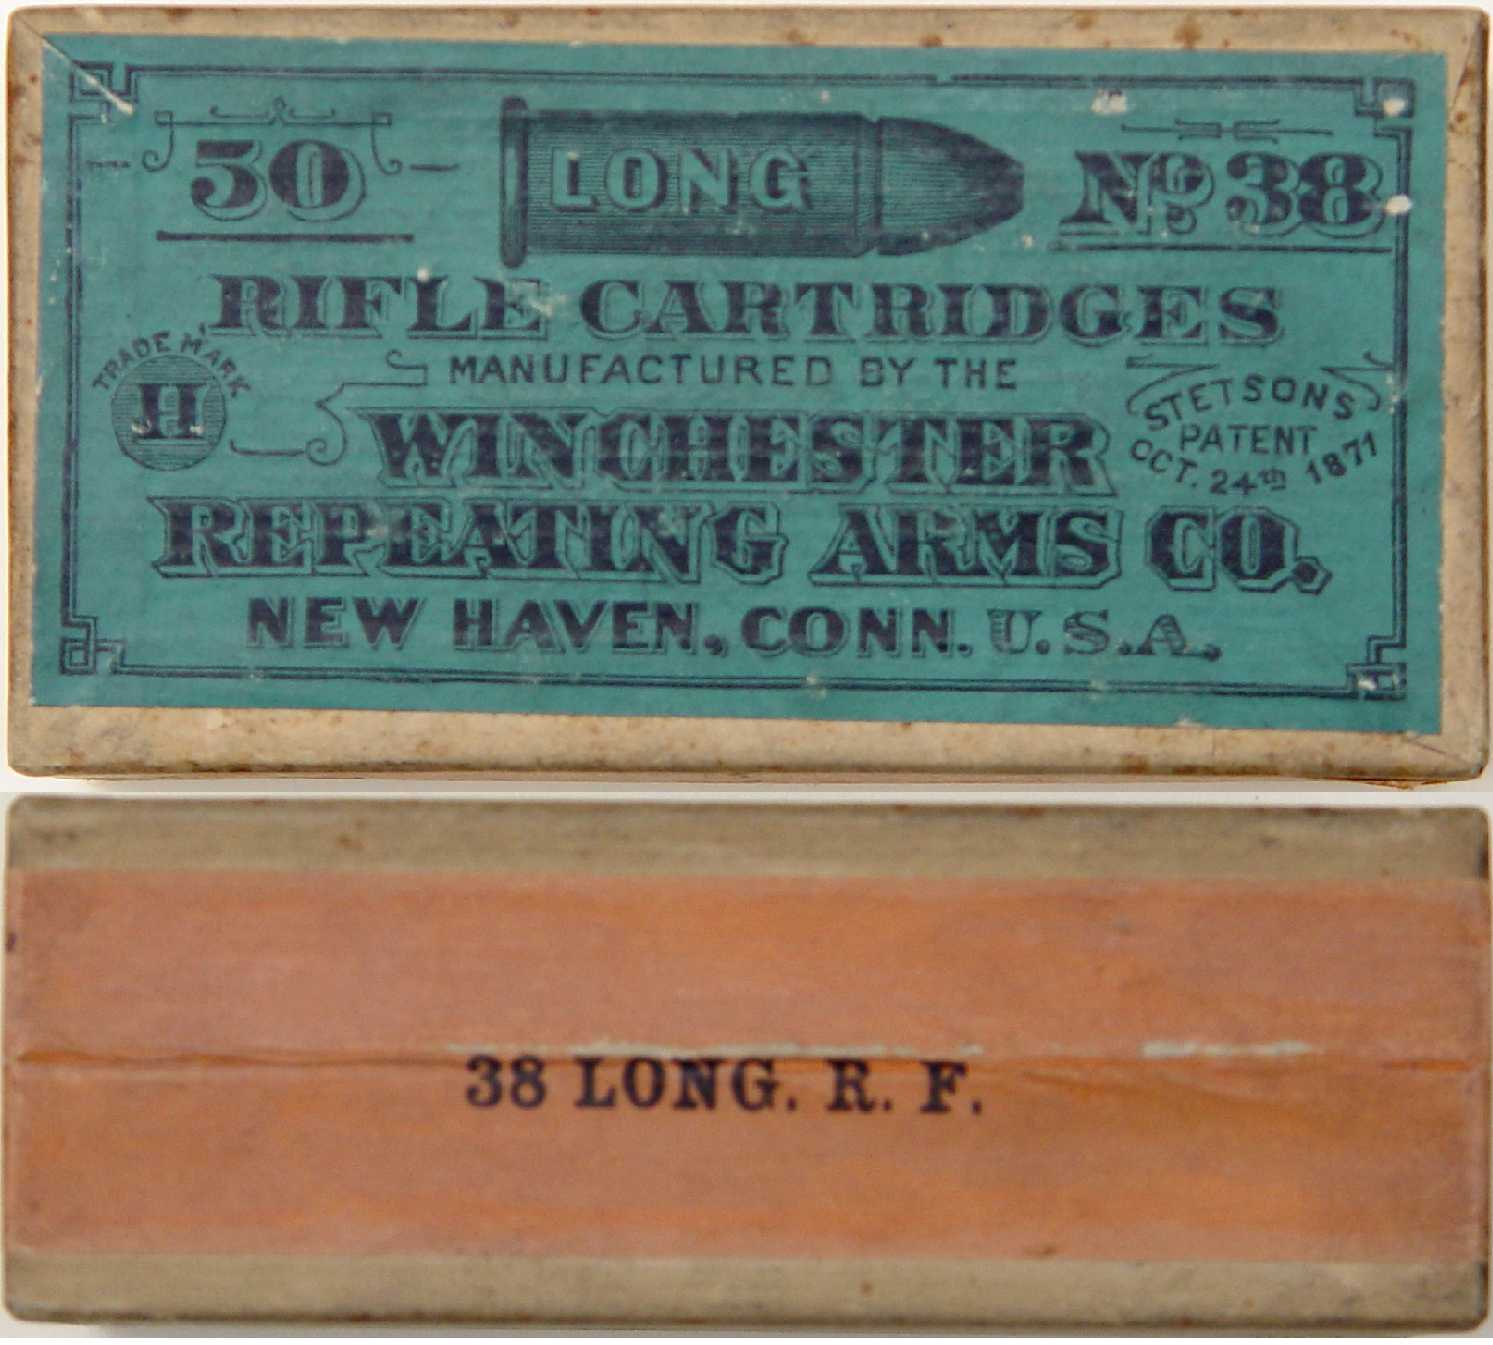 50 LONG No 38
RIFLE CARTRIDGES
TRADE MARK
H
MANUFACTURED BY THE
STETSONS
PATENT
OCT. 24TH 1871
WINCHESTER
REPEATING ARMS CO.
NEW HAVEN, CONN. U.S.A.
38 LONG. R. F.